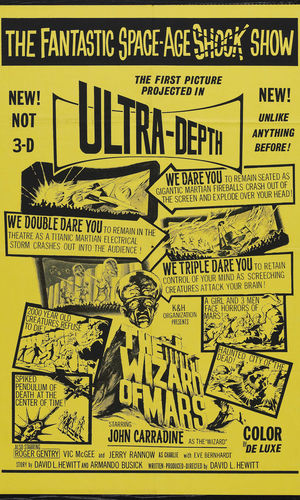 THE FANTASTIC SPACE-AGE SHOCK SHOW
THE FIRST PICTURE
PROJECTED IN
NEW!
NOT
3-D
NEW!
UNLIKE
ANYTHING
BEFORE!
ULTRA-DEPTH
WE DARE YOU TO REMAIN SEATED AS
GIGANTIC MARTIAN FIREBALLS CRASH OUT OF
THE SCREEN AND EXPLODE OVER YOUR HEAD!
WE DOUBLE DARE YOU TO REMAIN IN THE
THEATRE AS A TITANIC MARTIAN ELECTRICAL
STORM CRASHES OUT INTO THE AUDIENCE!
WE TRIPLE DARE YOU TO RETAIN
CONTROL OF YOUR MIND AS SCREECHING
CREATURES ATTACK YOUR BRAIN!
2000 YEAR OLD
CREATURES REFUSE
TO DIE!
K&H
ORGANIZATION
PRESENTS
A GIRL AND 3 MEN
FACE HORRORS OF
MARS!
HAUNTED CITY OF THE
DEAD!
SPIKED
PENDULUM OF
DEATH AT THE
CENTER OF TIME!
THE WIZARD OF MARS
STARRING
JOHN CARRADINE AS THE "WIZARD"
COLOR
BY DE LUXE
ALSO STARRING
ROGER GENTRY VIC McGEE and JERRY RANNOW AS CHARLIE with EVE BERNHARDT
STORY BY DAVID L. HEWITT AND ARMANDO BUSICK WRITTEN-PRODUCED-DIRECTED by DAVID L. HEWITT